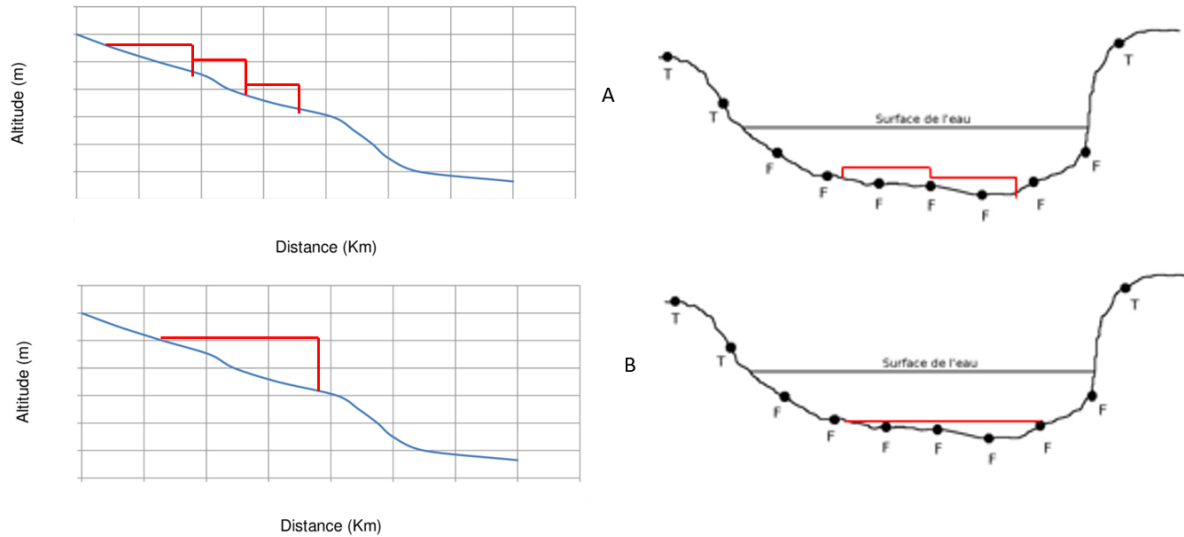 Altitude (m)
Distance (Km)
A
T
T
Surface de l'eau
F
F
F
F
F
F
F
T
Altitude (m)
Distance (Km)
B
T
T
Surface de l'eau
F
F
F
F
F
F
F
T